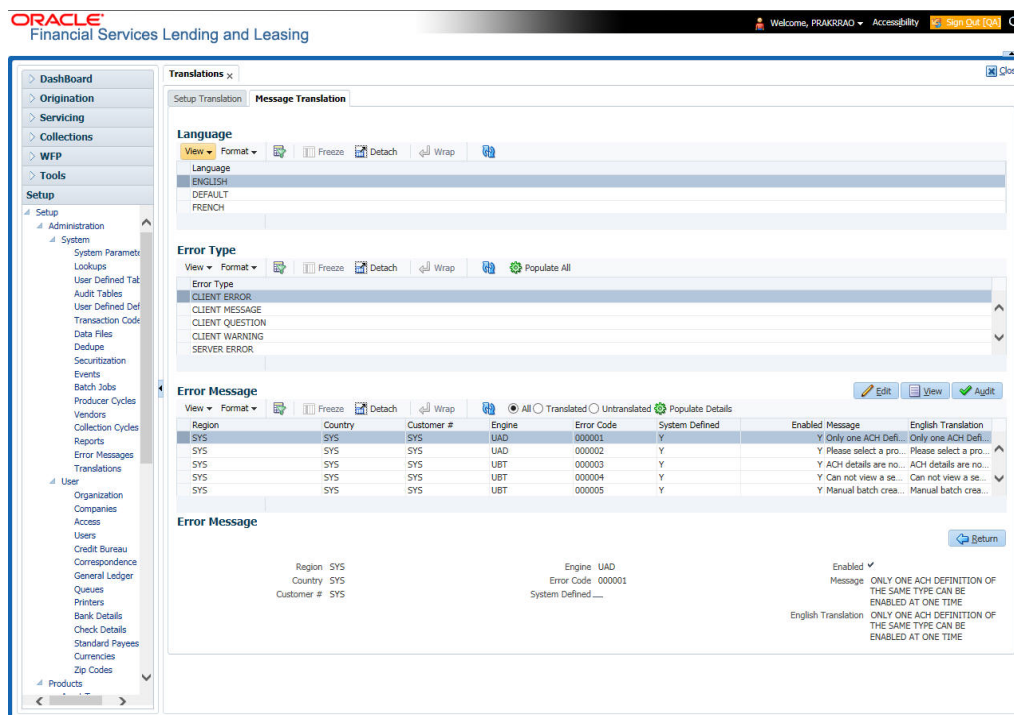 ORACLE
Financial Services Lending and Leasing
Welcome, PRAKRRAO Accessibility Sign Out [QA]
DashBoard
Origination
Servicing
Collections
WFP
Tools
Setup
Setup
Administration
System
System Paramete
Lookups
User Defined Tab
Audit Tables
User Defined Def
Transaction Code
Data Files
Dedupe
Securitization
Events
Batch Jobs
Producer Cycles
Vendors
Collection Cycles
Reports
Error Messages
Translations
User
Organization
Companies
Access
Users
Credit Bureau
Correspondence
General Ledger
Queues
Printers
Bank Details
Check Details
Standard Payees
Currencies
Zip Codes
Products
Translations x Clos
Setup Translation Message Translation
Language
View Format Freeze Detach Wrap
Language
ENGLISH
DEFAULT
FRENCH
Error Type
View Format Freeze Detach Wrap Populate All
Error Type
CLIENT ERROR
CLIENT MESSAGE
CLIENT QUESTION
CLIENT WARNING
SERVER ERROR
Error Message Edit View Audit
View Format Freeze Detach Wrap All Translated Untranslated Populate Details
Region Country Customer # Engine Error Code System Defined Enabled Message English Translation
SYS SYS SYS UAD 000001 Y Y Only one ACH Defi... Only one ACH Defi...
SYS SYS SYS UAD 000002 Y Y Please select a pro... Please select a pro...
SYS SYS SYS UBT 000003 Y Y ACH details are no... ACH details are no...
SYS SYS SYS UBT 000004 Y Y Can not view a se... Can not view a se...
SYS SYS SYS UBT 000005 Y Y Manual batch crea... Manual batch crea...
Error Message
Return
Region SYS Engine UAD Enabled
Country SYS Error Code 000001 Message ONLY ONE ACH DEFINITION OF
Customer # SYS System Defined THE SAME TYPE CAN BE
ENABLED AT ONE TIME
English Translation ONLY ONE ACH DEFINITION OF
THE SAME TYPE CAN BE
ENABLED AT ONE TIME